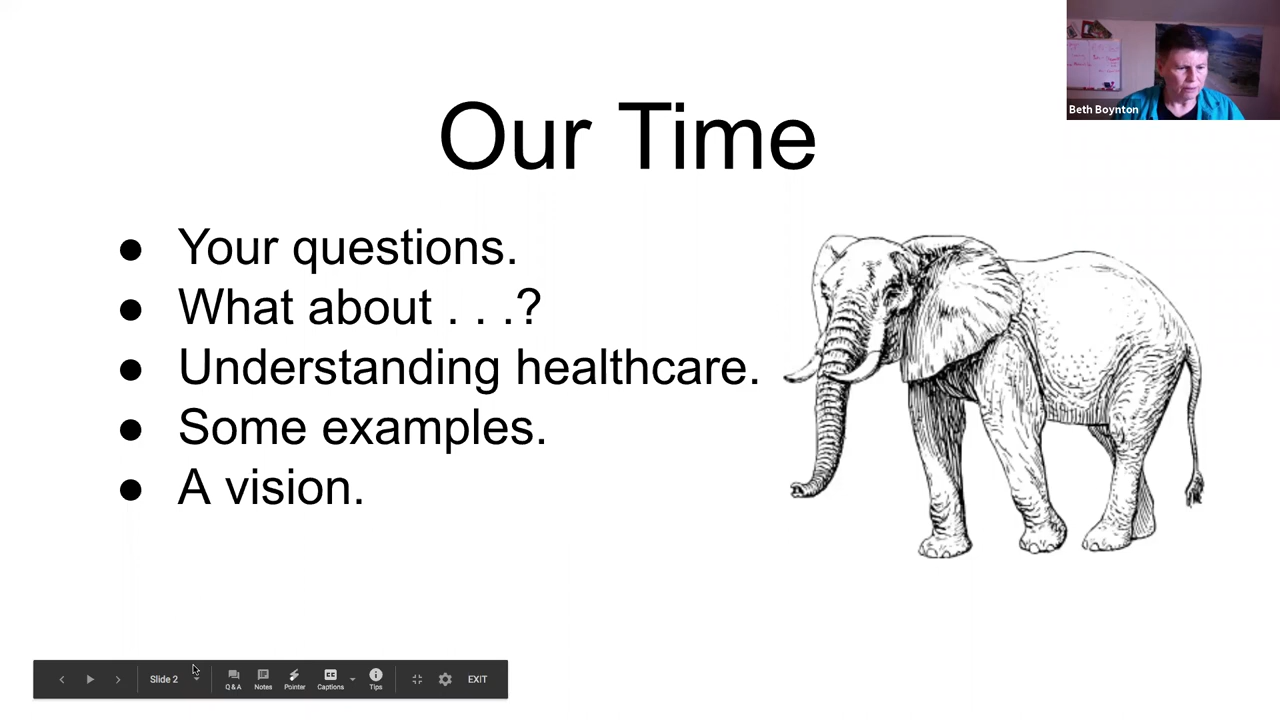 Our Time
Beth Boynton
● Your questions.
● What about . . .?
● Understanding healthcare.
● Some examples.
● A vision.
Slide 2
Q & A
Notes
Pointer
CC
Captions
Tips
EXIT